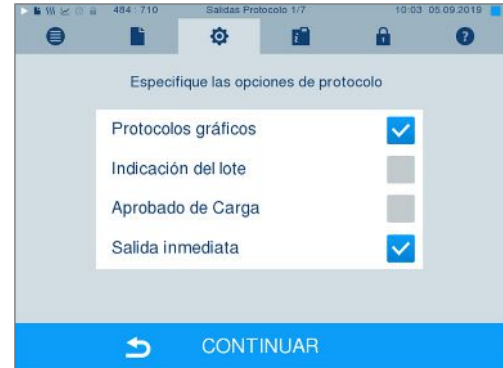 484 : 710 Salidas Protocolo 1/7 10:03 05.09.2019
Especifique las opciones de protocolo
Protocolos gráficos
Indicación del lote
Aprobado de Carga
Salida inmediata
CONTINUAR